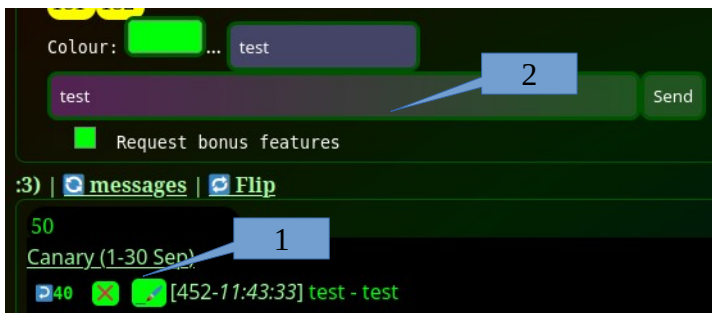 Colour: ... test
2
test Send
Request bonus features
:3) | 🔄 messages | 🔁 Flip
50
1
Canary (1-30 Sep)
40 [452-11:43:33] test - test